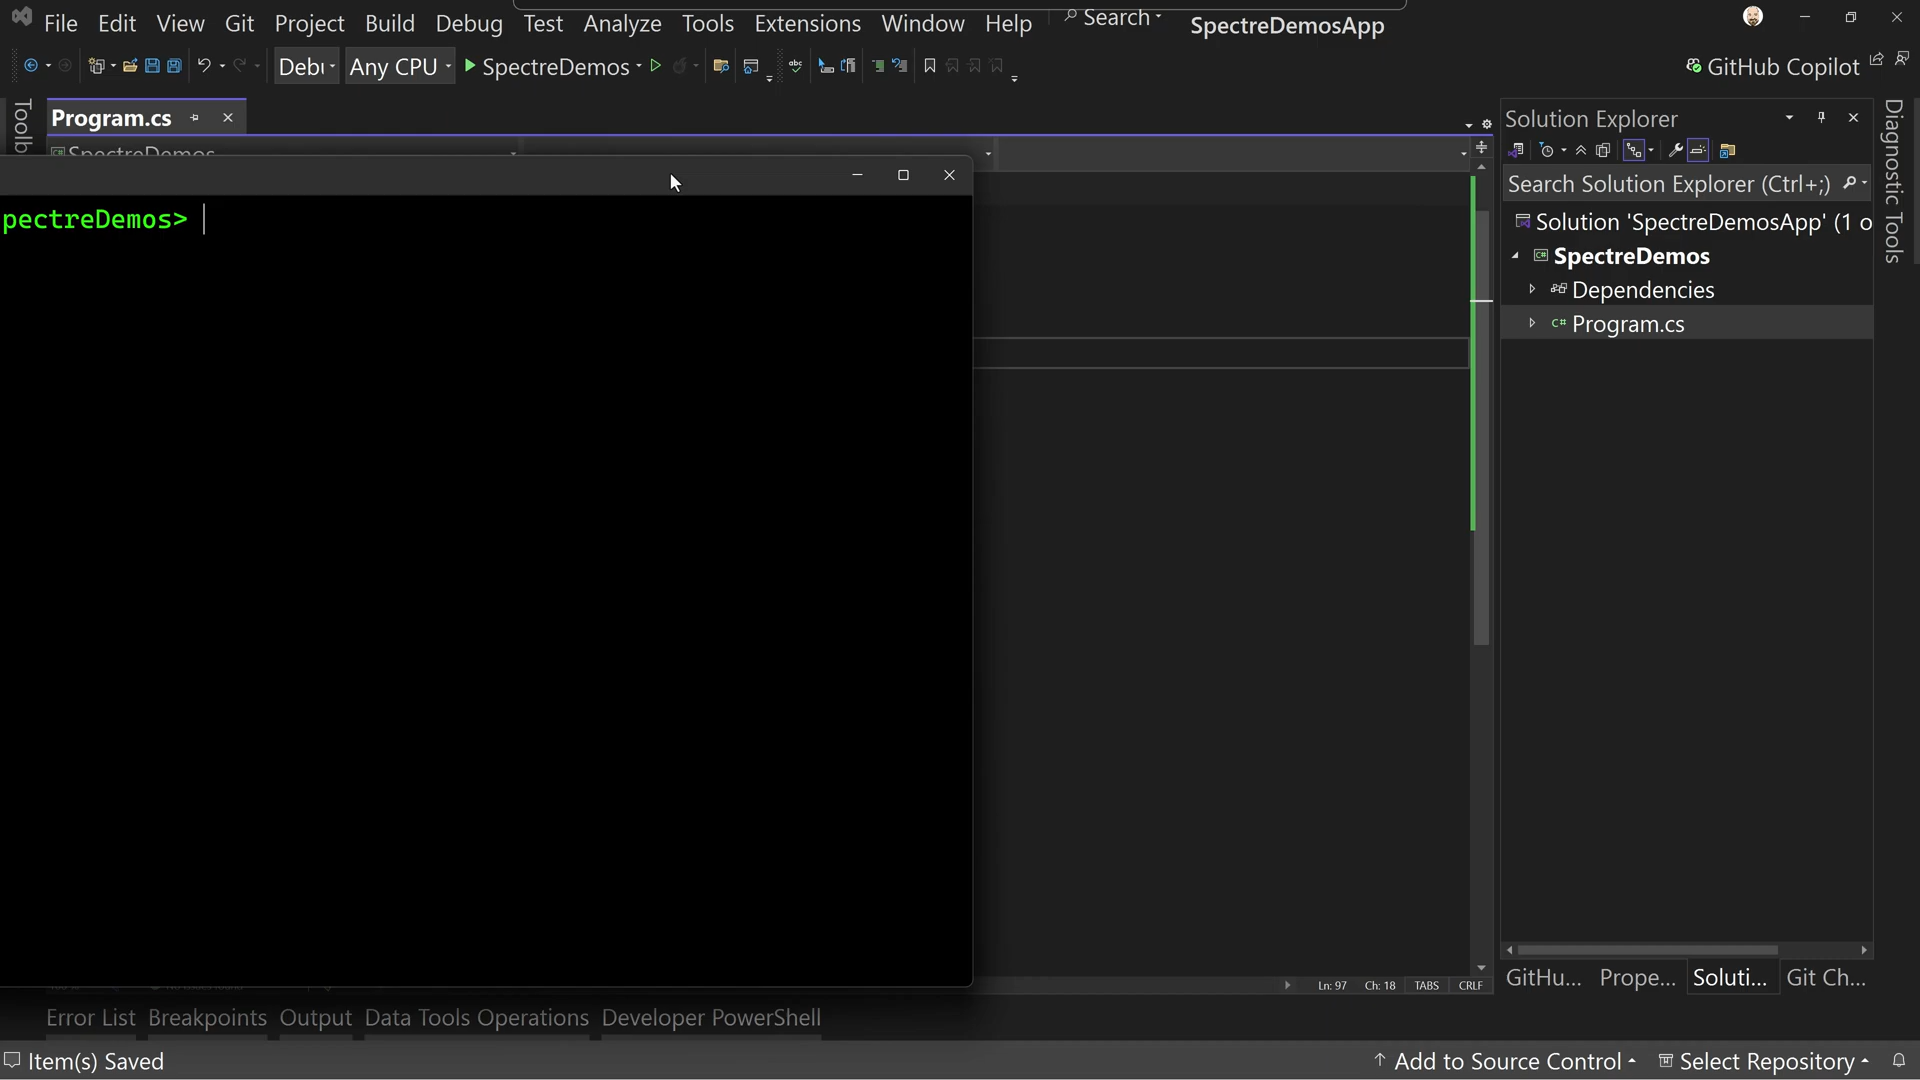 File Edit View Git Project Build Debug Test Analyze Tools Extensions Window Help Search SpectreDemosApp
Any CPU SpectreDemos GitHub Copilot
Program.cs
SpectreDemos
pectreDemos>
Solution Explorer
Search Solution Explorer (Ctrl+;)
Solution 'SpectreDemosApp' (1 o
SpectreDemos
Dependencies
C# Program.cs
Diagnostic Tools
Ln: 97 Ch: 18 TABS CRLF
GitHu... Prope... Soluti... Git Ch...
Error List Breakpoints Output Data Tools Operations Developer PowerShell
Item(s) Saved Add to Source Control Select Repository